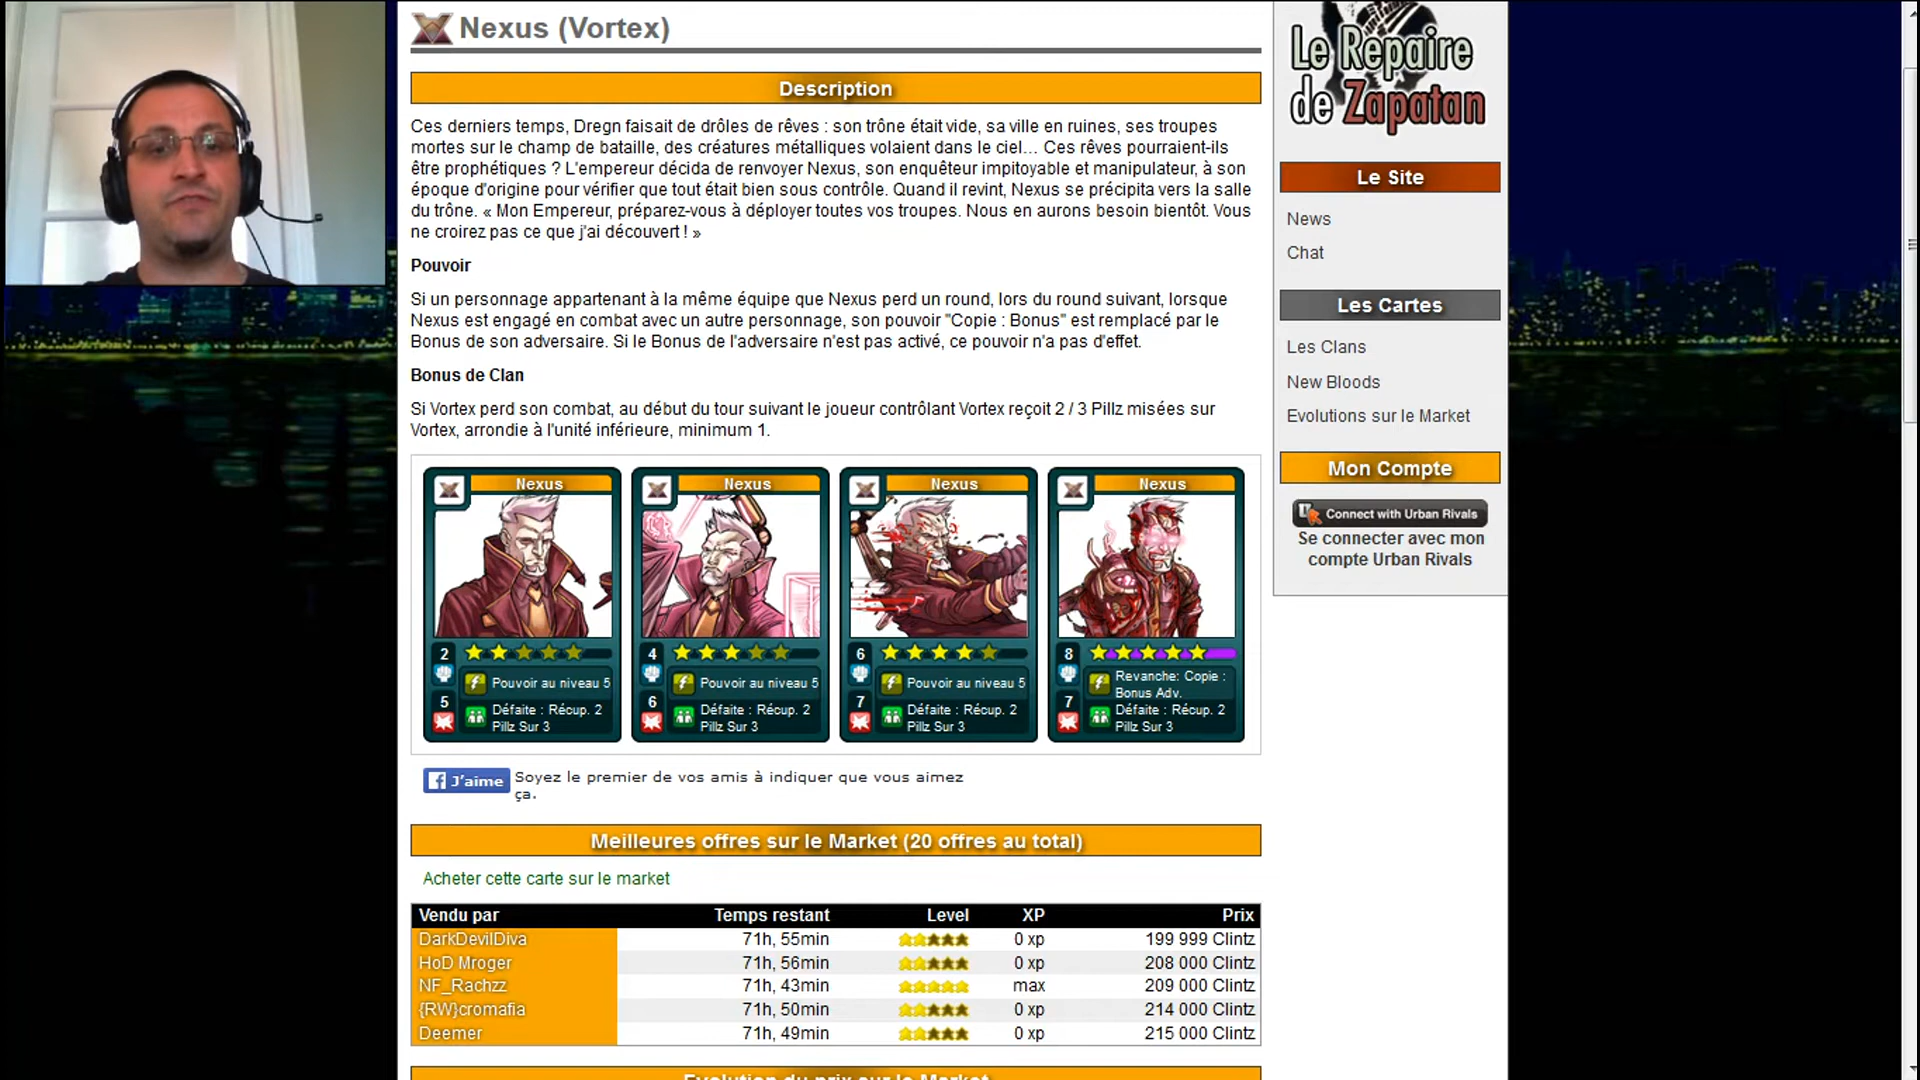 Nexus (Vortex)
Description
Ces derniers temps, Dregn faisait de drôles de rêves : son trône était vide, sa ville en ruines, ses troupes
mortes sur le champ de bataille, des créatures métalliques volaient dans le ciel… Ces rêves pourraient-ils
être prophétiques ? L'empereur décida de renvoyer Nexus, son enquêteur impitoyable et manipulateur, à son
époque d'origine pour vérifier que tout était bien sous contrôle. Quand il revint, Nexus se précipita vers la salle
du trône. « Mon Empereur, préparez-vous à déployer toutes vos troupes. Nous en aurons besoin bientôt. Vous
ne croirez pas ce que j'ai découvert ! »
Pouvoir
Si un personnage appartenant à la même équipe que Nexus perd un round, lors du round suivant, lorsque
Nexus est engagé en combat avec un autre personnage, son pouvoir "Copie : Bonus" est remplacé par le
Bonus de son adversaire. Si le Bonus de l'adversaire n'est pas activé, ce pouvoir n'a pas d'effet.
Bonus de Clan
Si Vortex perd son combat, au début du tour suivant le joueur contrôlant Vortex reçoit 2 / 3 Pillz misées sur
Vortex, arrondie à l'unité inférieure, minimum 1.
Nexus
2
Pouvoir au niveau 5
5
Défaite : Récup. 2
Pillz Sur 3
Nexus
4
Pouvoir au niveau 5
6
Défaite : Récup. 2
Pillz Sur 3
Nexus
6
Pouvoir au niveau 5
7
Défaite : Récup. 2
Pillz Sur 3
Nexus
8
Revanche: Copie :
Bonus Adv.
7
Défaite : Récup. 2
Pillz Sur 3
J'aime
Soyez le premier de vos amis à indiquer que vous aimez
ça.
Meilleures offres sur le Market (20 offres au total)
Acheter cette carte sur le market
Vendu par Temps restant Level XP Prix
DarkDevilDiva 71h, 55min 0 xp 199 999 Clintz
HoD Mroger 71h, 56min 0 xp 208 000 Clintz
NF_Rachzz 71h, 43min max 209 000 Clintz
{RW}cromafia 71h, 50min 0 xp 214 000 Clintz
Deemer 71h, 49min 0 xp 215 000 Clintz
Evolution du prix sur le Market
Le Repaire
de Zapatan
Le Site
News
Chat
Les Cartes
Les Clans
New Bloods
Evolutions sur le Market
Mon Compte
Connect with Urban Rivals
Se connecter avec mon
compte Urban Rivals